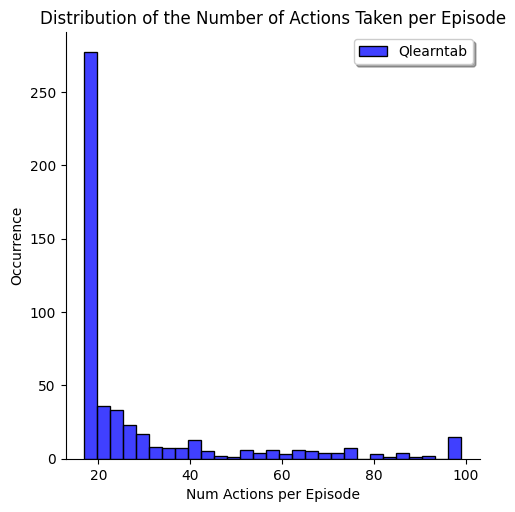 Distribution of the Number of Actions Taken per Episode
Qlearntab
Occurrence
250
200
150
100
50
0
20 40 60 80 100
Num Actions per Episode